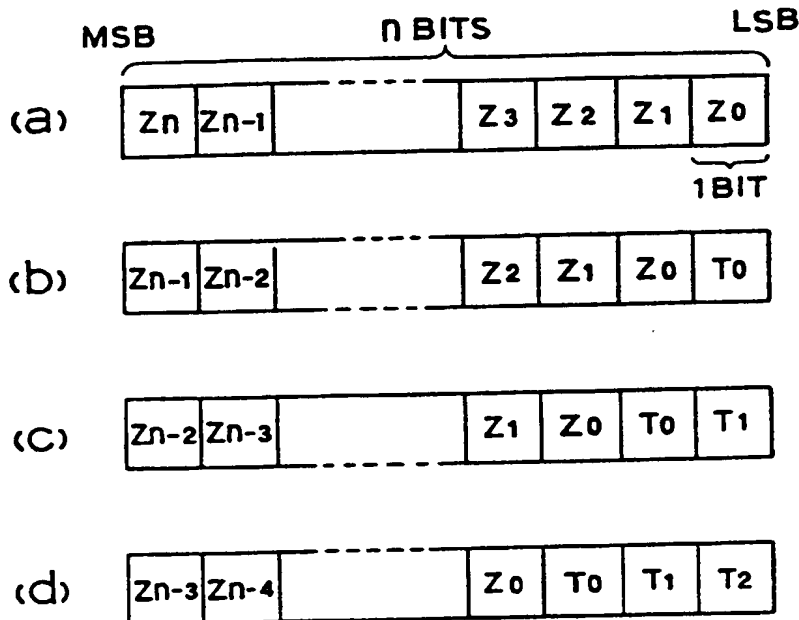 MSB n BITS LSB
(a) Zn Zn-1 Z3 Z2 Z1 Z0
1BIT
(b) Zn-1 Zn-2 Z2 Z1 Z0 T0
(c) Zn-2 Zn-3 Z1 Z0 T0 T1
(d) Zn-3 Zn-4 Z0 T0 T1 T2